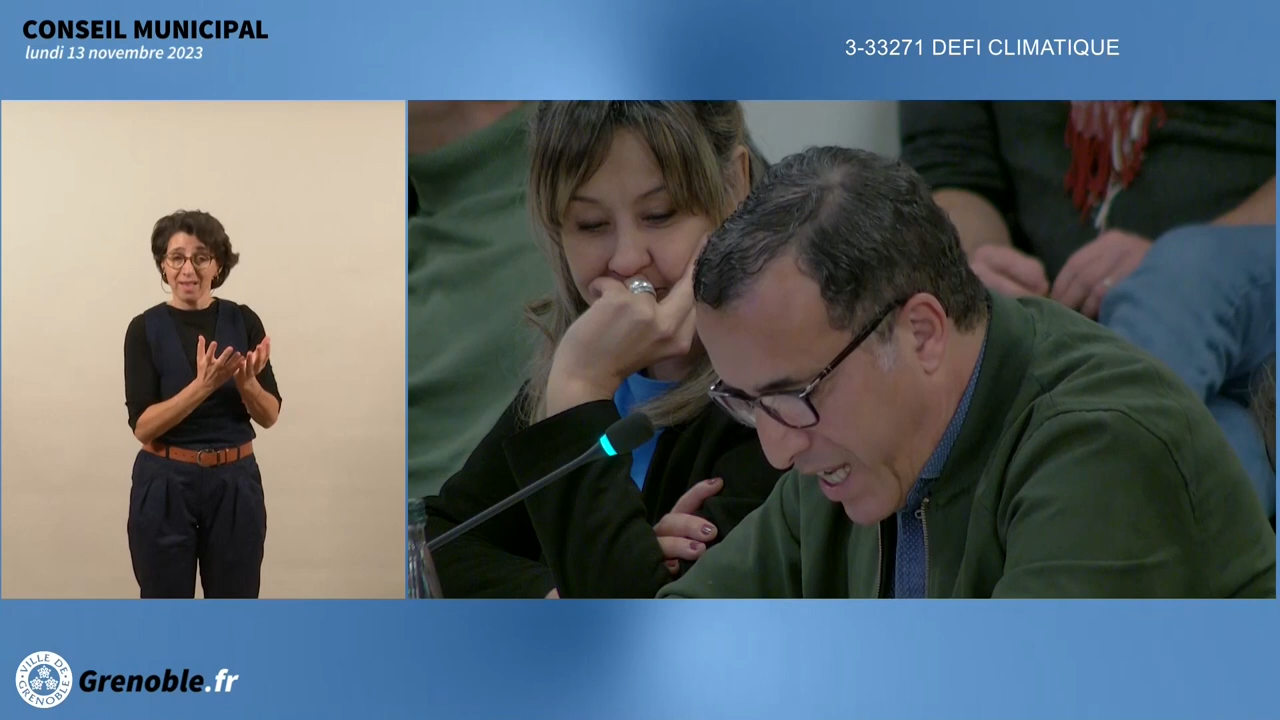 CONSEIL MUNICIPAL
lundi 13 novembre 2023
3-33271 DEFI CLIMATIQUE
VILLE DE
GRENOBLE
Grenoble.fr